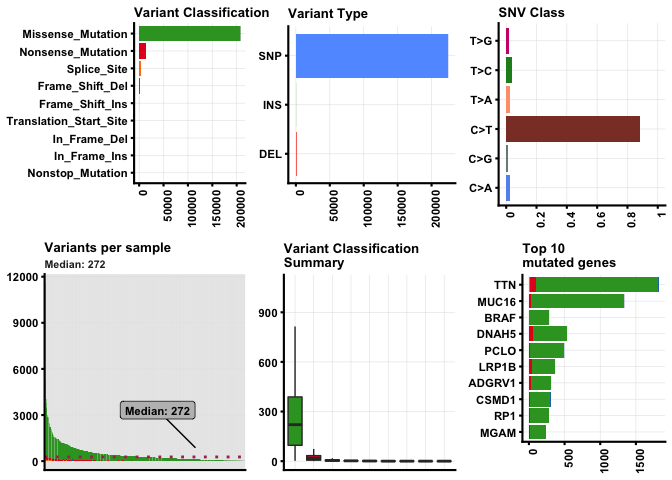 Variant Classification
Missense_Mutation
Nonsense_Mutation
Splice_Site
Frame_Shift_Del
Frame_Shift_Ins
Translation_Start_Site
In_Frame_Del
In_Frame_Ins
Nonstop_Mutation
0
50000
100000
150000
200000
Variant Type
SNP
INS
DEL
0
50000
100000
150000
200000
SNV Class
T>G
T>C
T>A
C>T
C>G
C>A
0
0.2
0.4
0.6
0.8
1
Variants per sample
Median: 272
12000
9000
6000
3000
0
Median: 272
Variant Classification
Summary
900
600
300
0
Top 10
mutated genes
TTN
MUC16
BRAF
DNAH5
PCLO
LRP1B
ADGRV1
CSMD1
RP1
MGAM
0
500
1000
1500